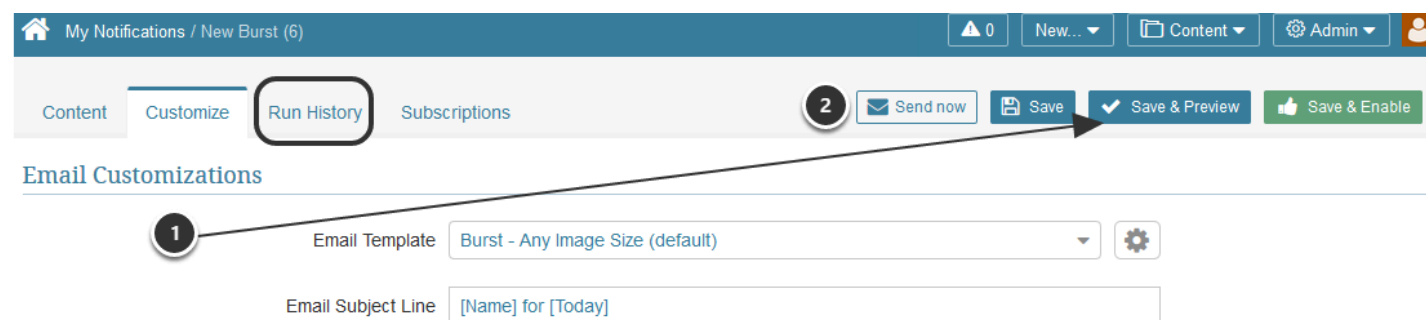 My Notifications / New Burst (6) 0 New... Content Admin
Content Customize Run History Subscriptions 2 Send now Save Save & Preview Save & Enable
Email Customizations
1
Email Template Burst - Any Image Size (default)
Email Subject Line [Name] for [Today]